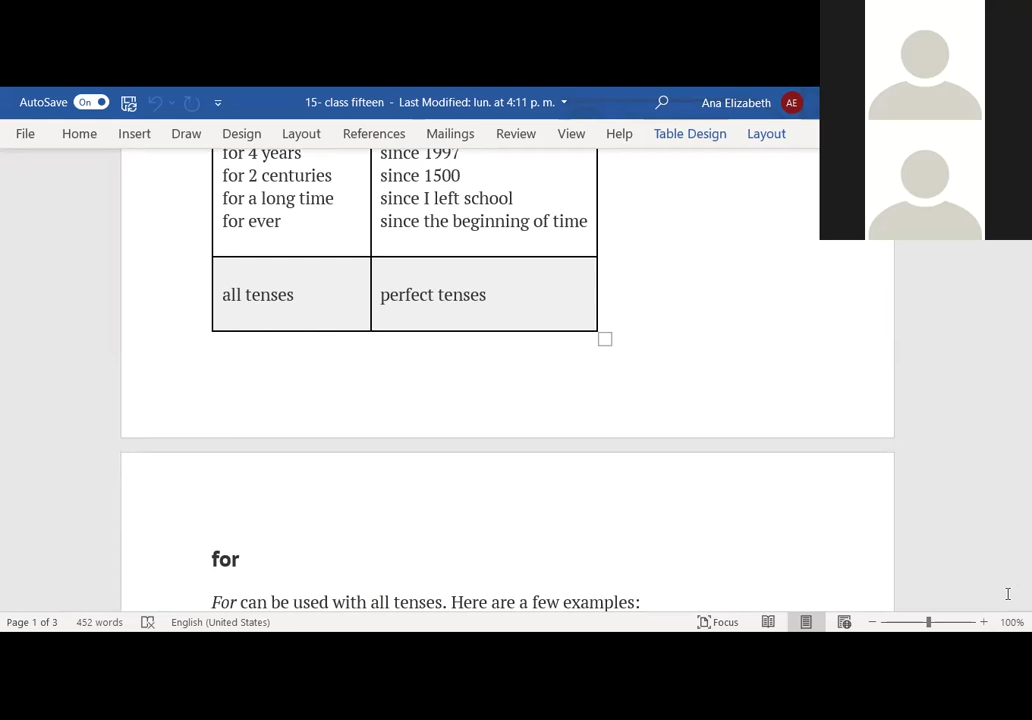 AutoSave On 15- class fifteen - Last Modified: lun. at 4:11 p. m. Ana Elizabeth AE
File Home Insert Draw Design Layout References Mailings Review View Help Table Design Layout
for 4 years since 1997
for 2 centuries since 1500
for a long time since I left school
for ever since the beginning of time
all tenses perfect tenses
for
For can be used with all tenses. Here are a few examples:
Page 1 of 3 452 words English (United States) Focus 100%